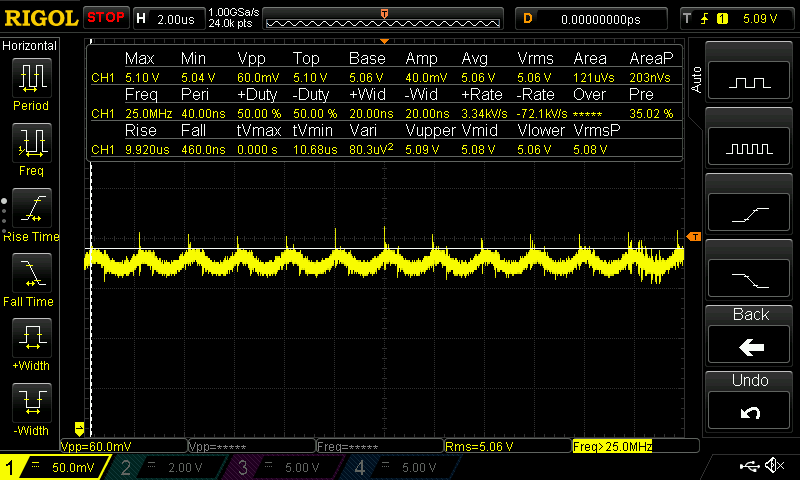 RIGOL STOP H 2.00us 1.00GSa/s 24.0k pts T D 0.00000000ps T 1 5.09 V
Horizontal
Period
Freq
Rise Time
Fall Time
+Width
-Width
Max Min Vpp Top Base Amp Avg Vrms Area AreaP
CH1 5.10 V 5.04 V 60.0mV 5.10 V 5.06 V 40.0mV 5.06 V 5.06 V 121uVs 203nVs
Freq Peri +Duty -Duty +Wid -Wid +Rate -Rate Over Pre
CH1 25.0MHz 40.00ns 50.00 % 50.00 % 20.00ns 20.00ns 3.34kV/s -72.1kV/s ***** 35.02 %
Rise Fall tVmax tVmin Vari Vupper Vmid Vlower VrmsP
CH1 9.920us 460.0ns 0.000 s 10.68us 80.3uV² 5.09 V 5.08 V 5.06 V 5.08 V
T
Auto
Back
Undo
Vpp=60.0mV Vpp=***** Freq=***** Rms=5.06 V Freq>25.0MHz
1 50.0mV 2 2.00 V 3 5.00 V 4 5.00 V